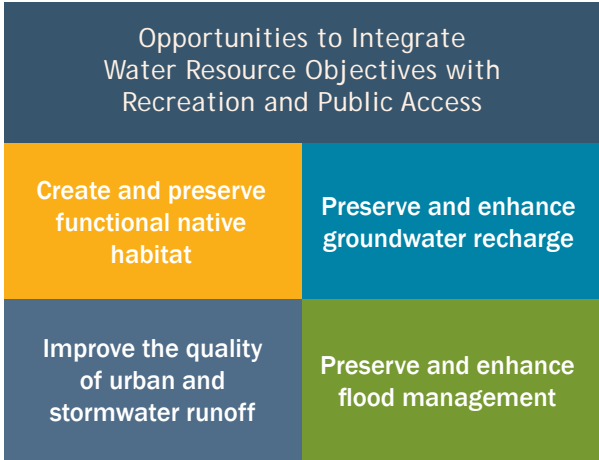 Opportunities to Integrate
Water Resource Objectives with
Recreation and Public Access
Create and preserve
functional native
habitat
Preserve and enhance
groundwater recharge
Improve the quality
of urban and
stormwater runoff
Preserve and enhance
flood management